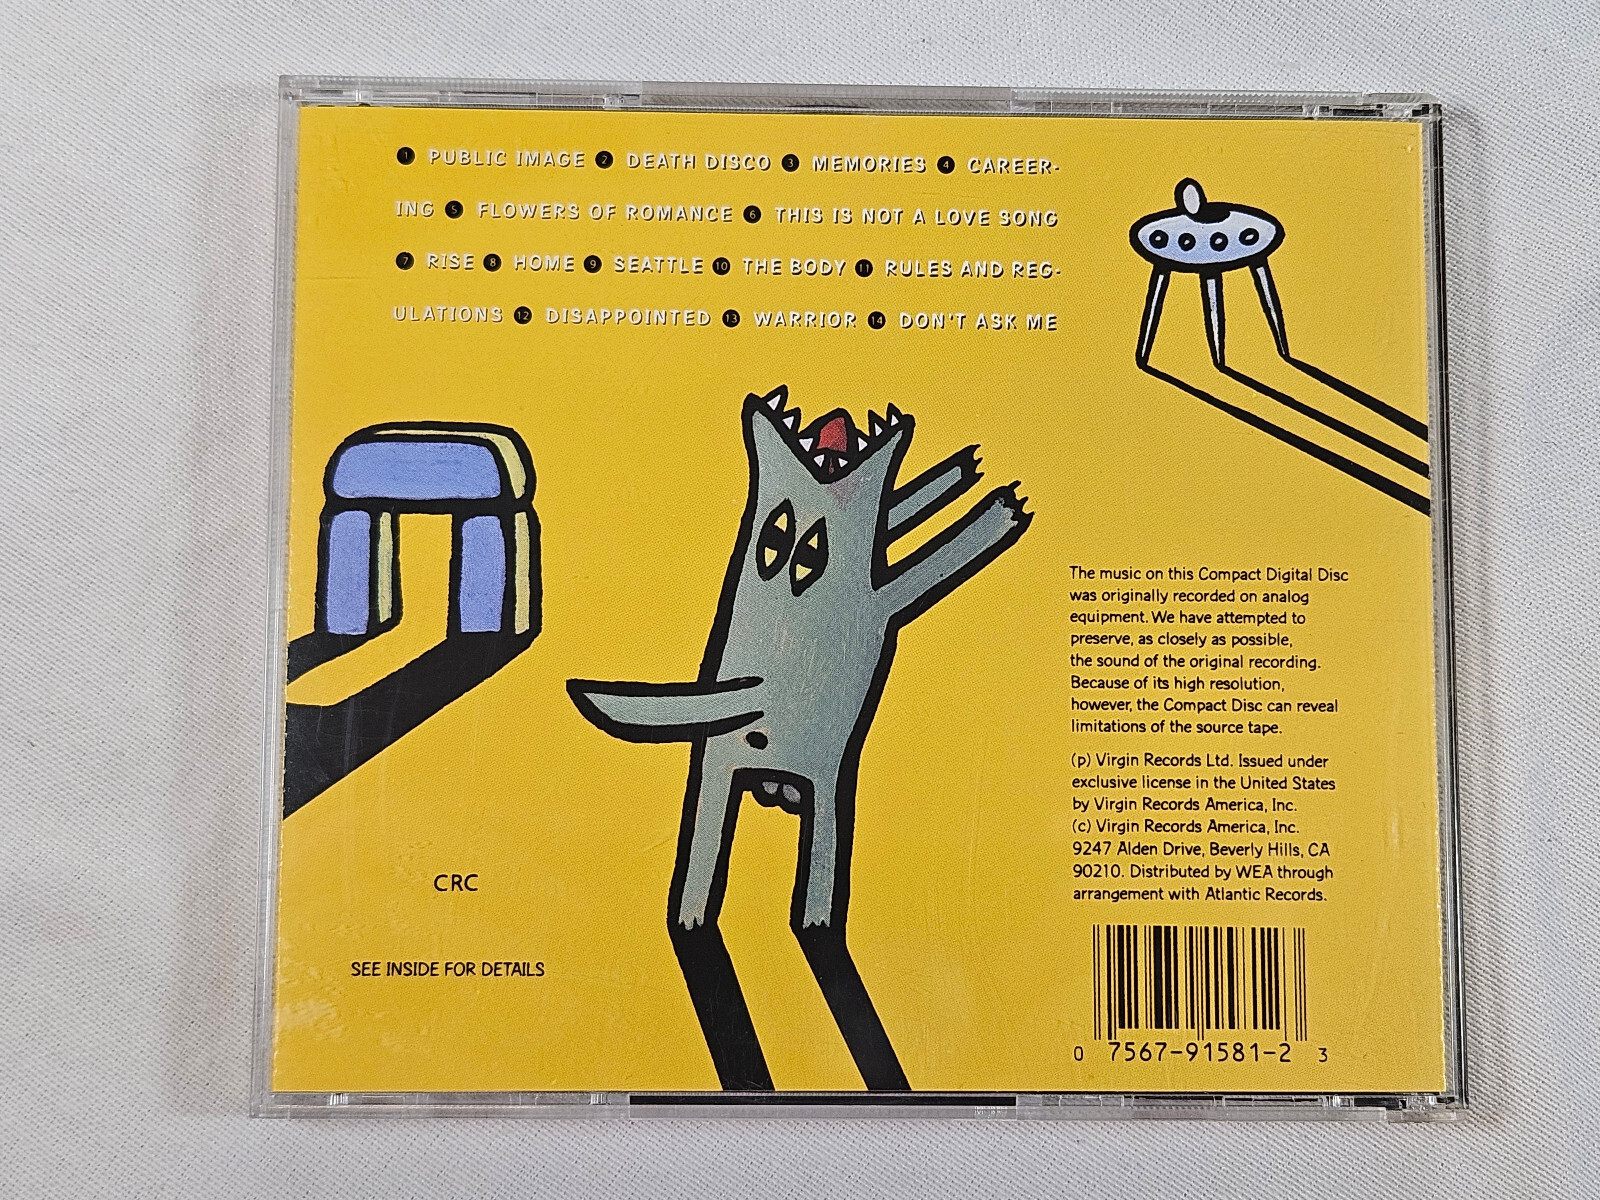 1 PUBLIC IMAGE 2 DEATH DISCO 3 MEMORIES 4 CAREER-
ING 5 FLOWERS OF ROMANCE 6 THIS IS NOT A LOVE SONG
7 RISE 8 HOME 9 SEATTLE 10 THE BODY 11 RULES AND REG-
ULATIONS 12 DISAPPOINTED 13 WARRIOR 14 DON'T ASK ME
The music on this Compact Digital Disc
was originally recorded on analog
equipment. We have attempted to
preserve, as closely as possible,
the sound of the original recording.
Because of its high resolution,
however, the Compact Disc can reveal
limitations of the source tape.
(p) Virgin Records Ltd. Issued under
exclusive license in the United States
by Virgin Records America, Inc.
(c) Virgin Records America, Inc.
9247 Alden Drive, Beverly Hills, CA
90210. Distributed by WEA through
arrangement with Atlantic Records.
CRC
SEE INSIDE FOR DETAILS
0 7567-91581-2 3